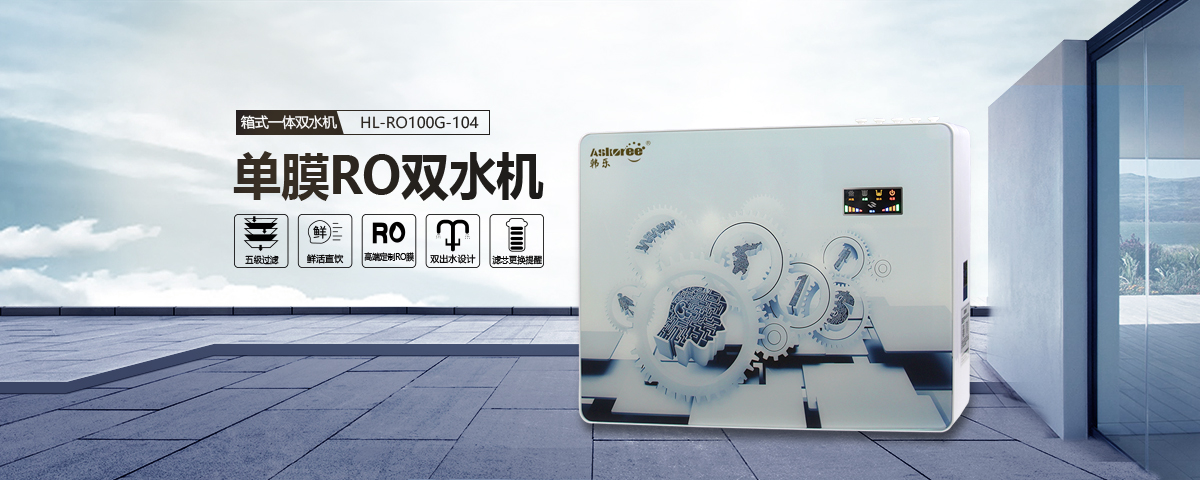 箱式一体双水机 HL-RO100G-104
单膜RO双水机
鲜 RO
五级过滤 鲜活直饮 高端定制RO膜 双出水设计 滤芯更换提醒
Askoree®
韩乐